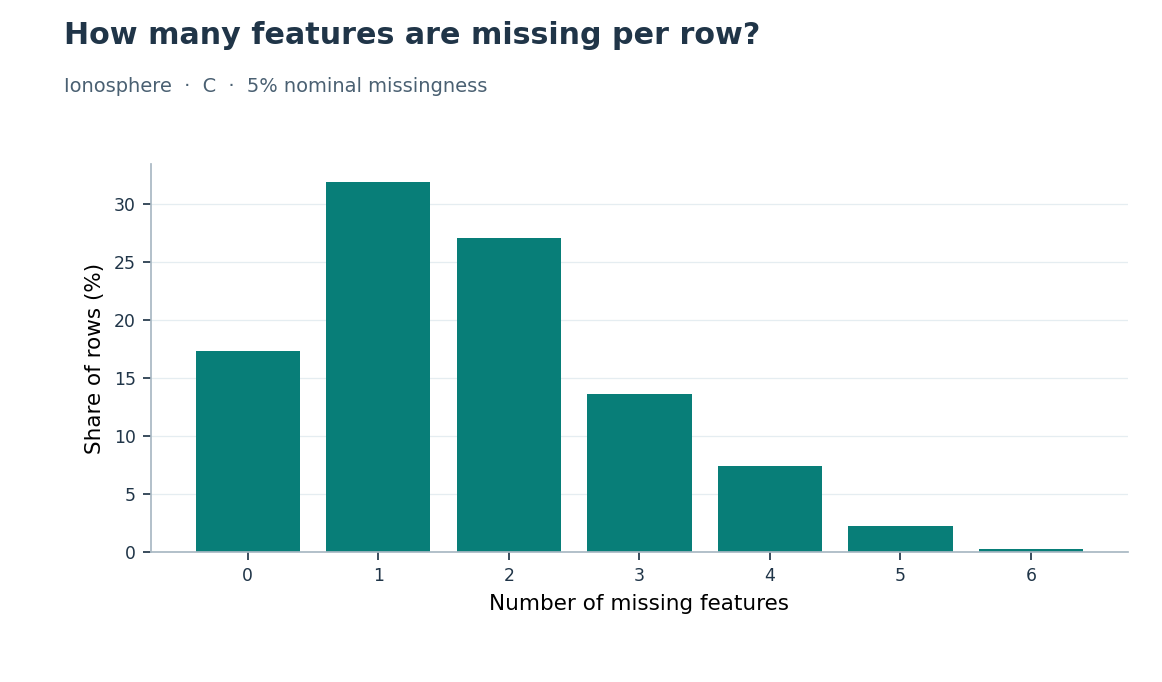 How many features are missing per row?
Ionosphere · C · 5% nominal missingness
Share of rows (%)
30
25
20
15
10
5
0
0 1 2 3 4 5 6
Number of missing features